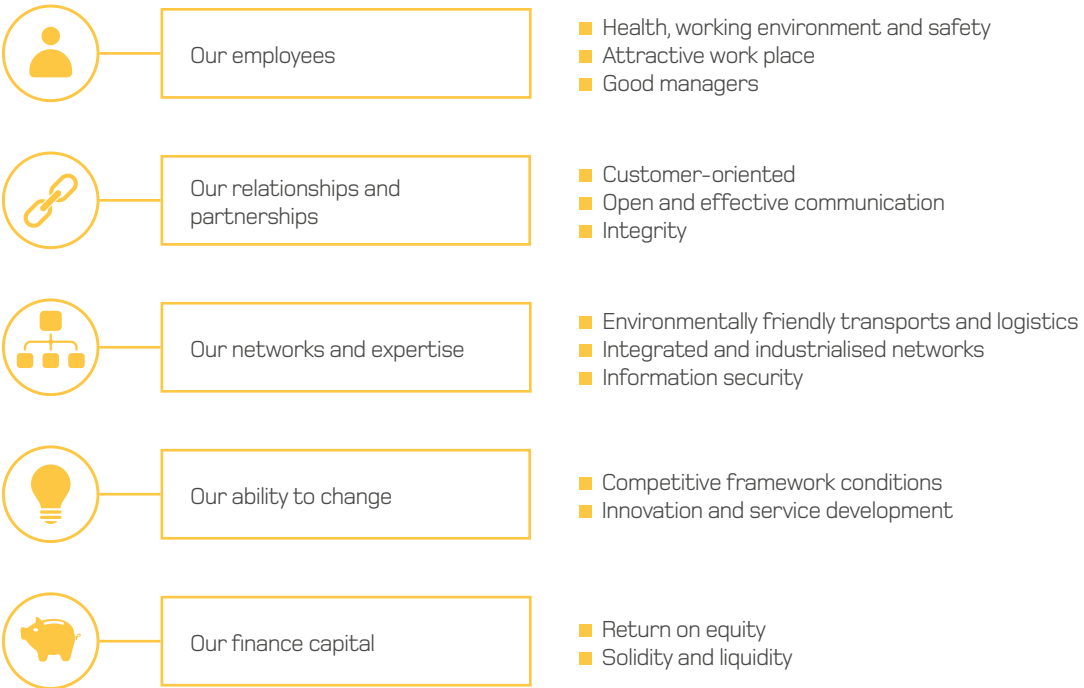 Our employees
Health, working environment and safety
Attractive work place
Good managers
Our relationships and
partnerships
Customer-oriented
Open and effective communication
Integrity
Our networks and expertise
Environmentally friendly transports and logistics
Integrated and industrialised networks
Information security
Our ability to change
Competitive framework conditions
Innovation and service development
Our finance capital
Return on equity
Solidity and liquidity